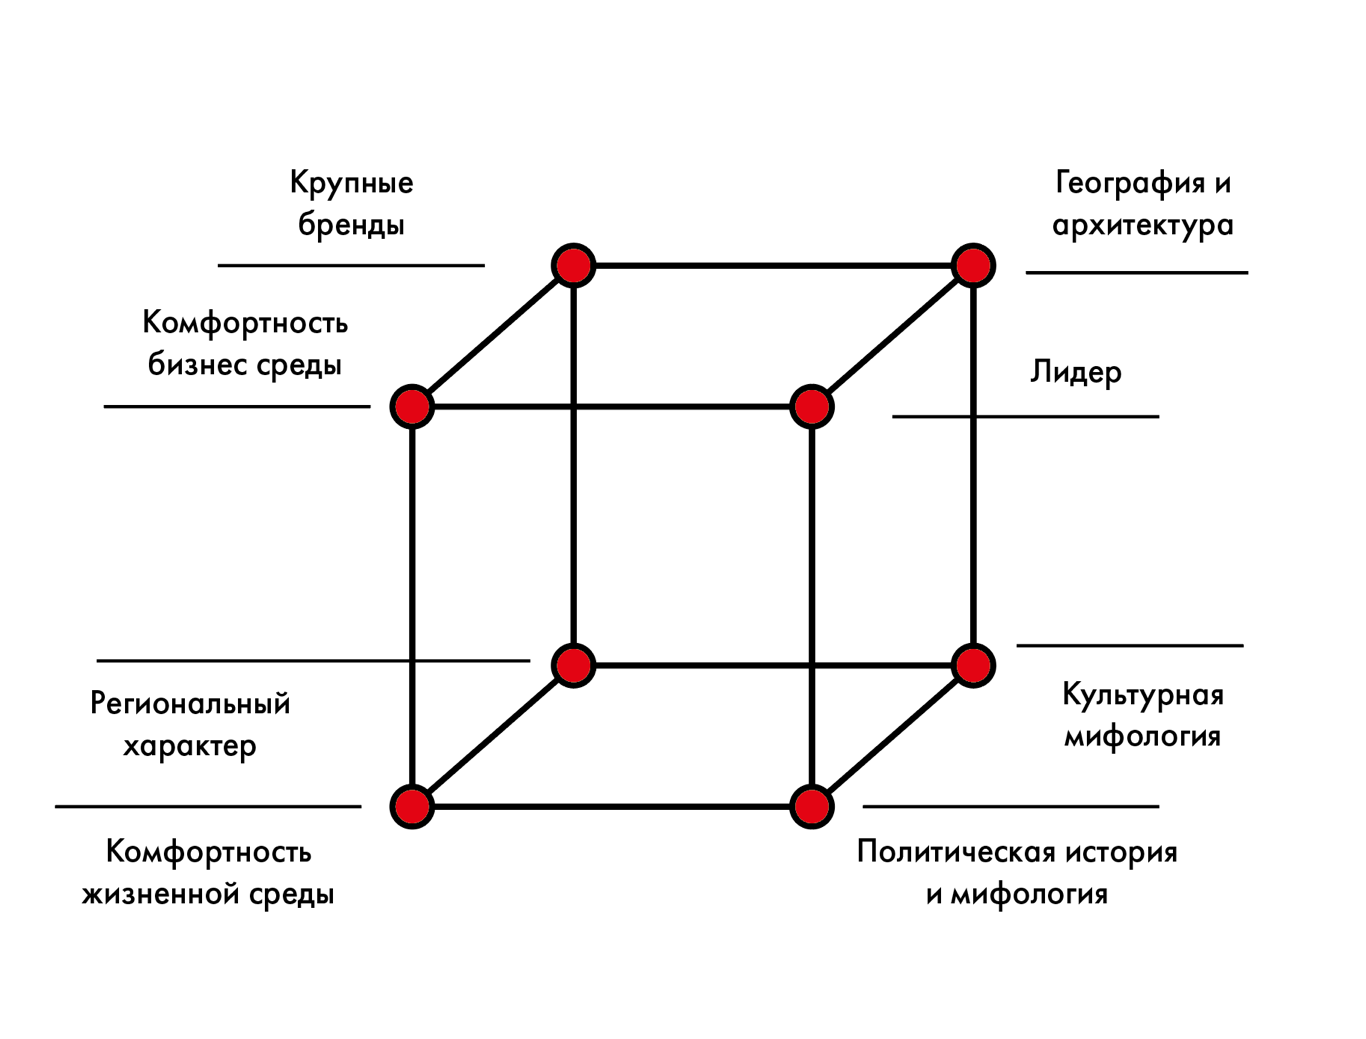 Крупные
бренды
География и
архитектура
Комфортность
бизнес среды
Лидер
Региональный
характер
Культурная
мифология
Комфортность
жизненной среды
Политическая история
и мифология